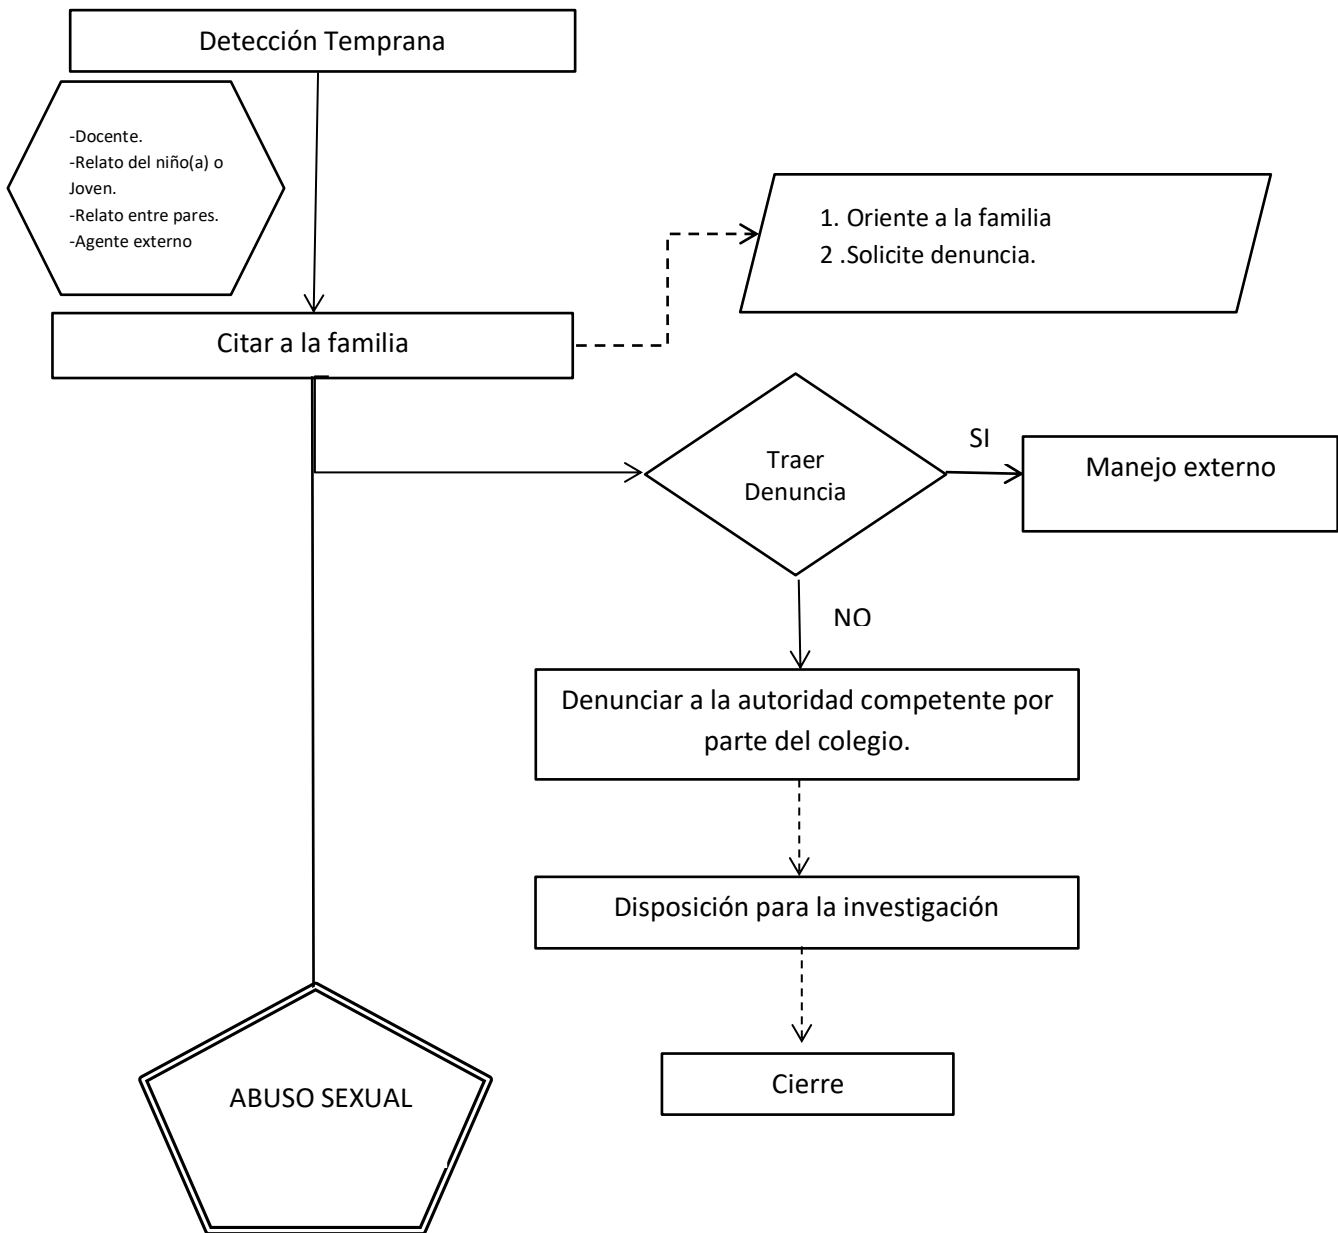 Detección Temprana
-Docente.
-Relato del niño(a) o
Joven.
-Relato entre pares.
-Agente externo
1. Oriente a la familia
2 .Solicite denuncia.
Citar a la familia
Traer
Denuncia
SI
Manejo externo
NO
Denunciar a la autoridad competente por
parte del colegio.
Disposición para la investigación
Cierre
ABUSO SEXUAL